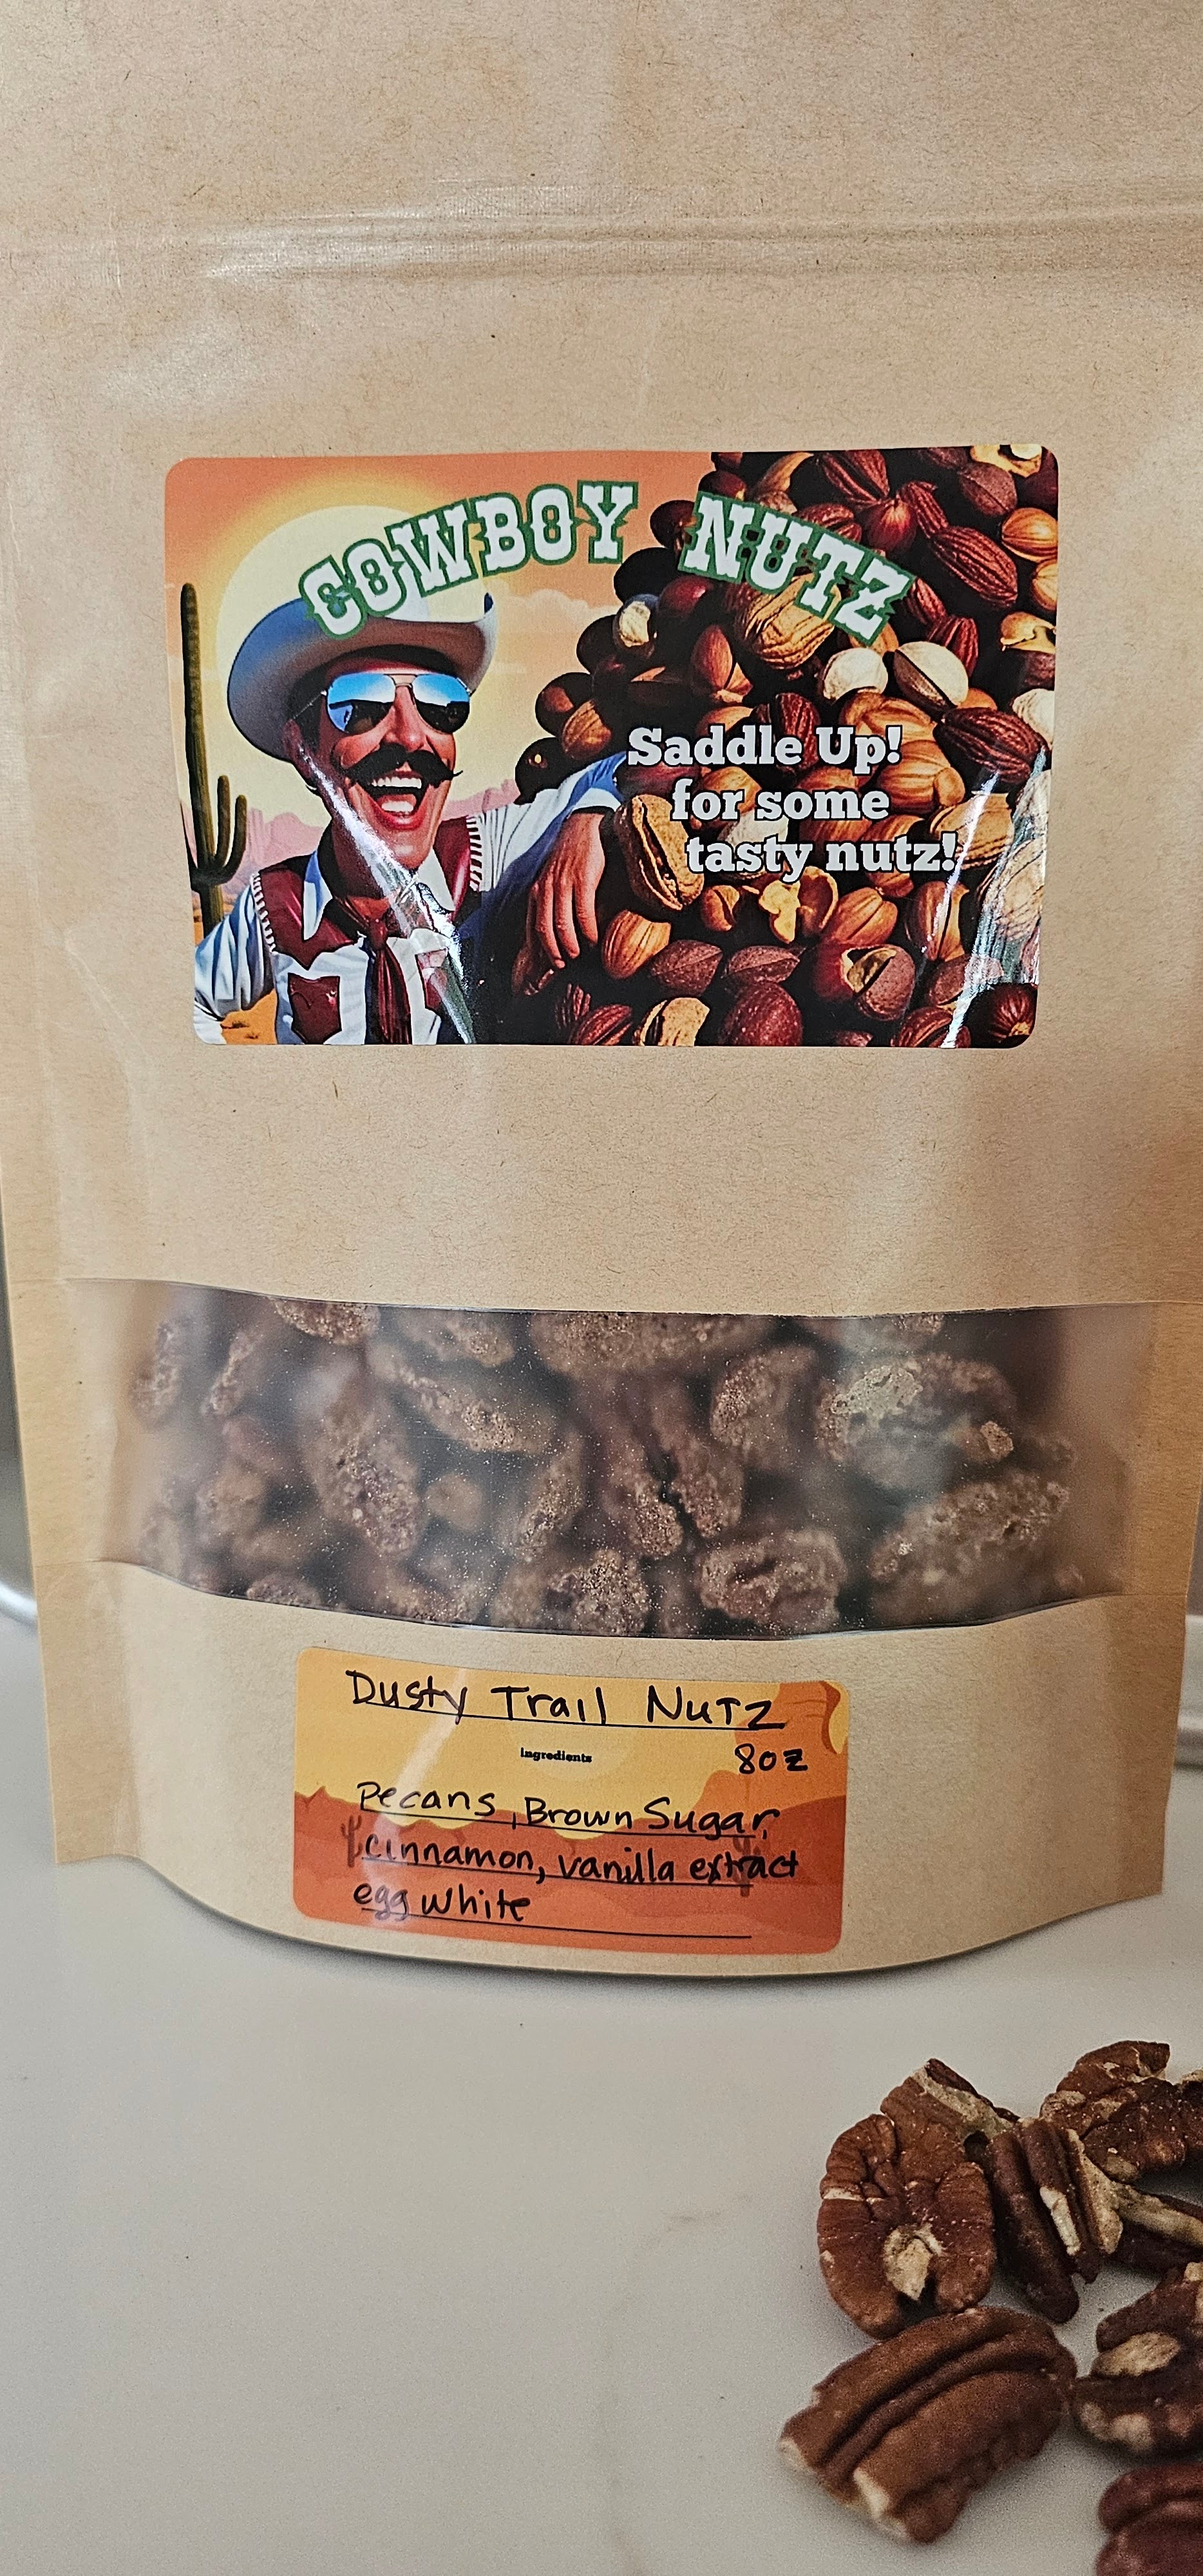 COWBOY NUTZ
Saddle Up!
for some
tasty nutz!
Dusty Trail Nutz
ingredients
8oz
Pecans, Brown Sugar,
Cinnamon, vanilla extract
egg white